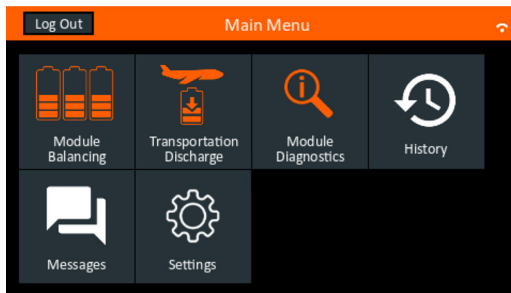 Log Out
Main Menu
Module
Balancing
Transportation
Discharge
Module
Diagnostics
History
Messages
Settings